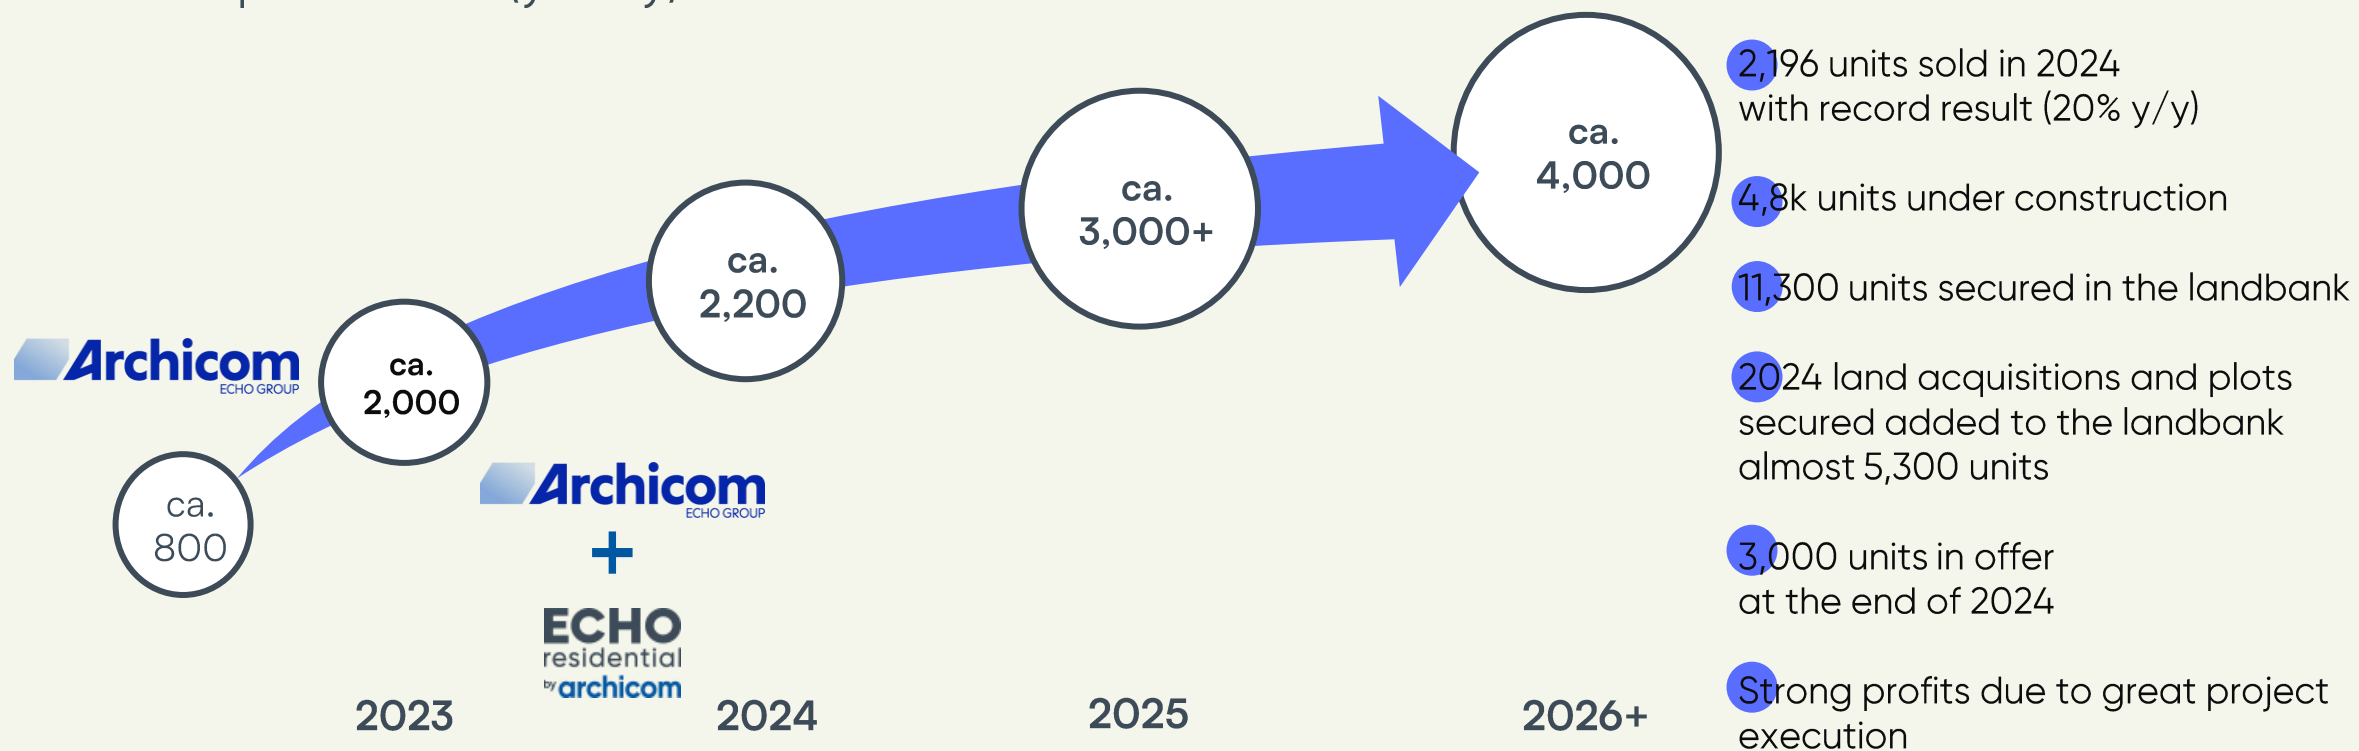 Archicom
ECHO GROUP
ca.
800
ca.
2,000
Archicom
ECHO GROUP
+
ECHO
residential
by archicom
ca.
2,200
ca.
3,000+
ca.
4,000
2023
2024
2025
2026+
2,196 units sold in 2024
with record result (20% y/y)
4,8k units under construction
11,300 units secured in the landbank
2024 land acquisitions and plots
secured added to the landbank
almost 5,300 units
3,000 units in offer
at the end of 2024
Strong profits due to great project
execution